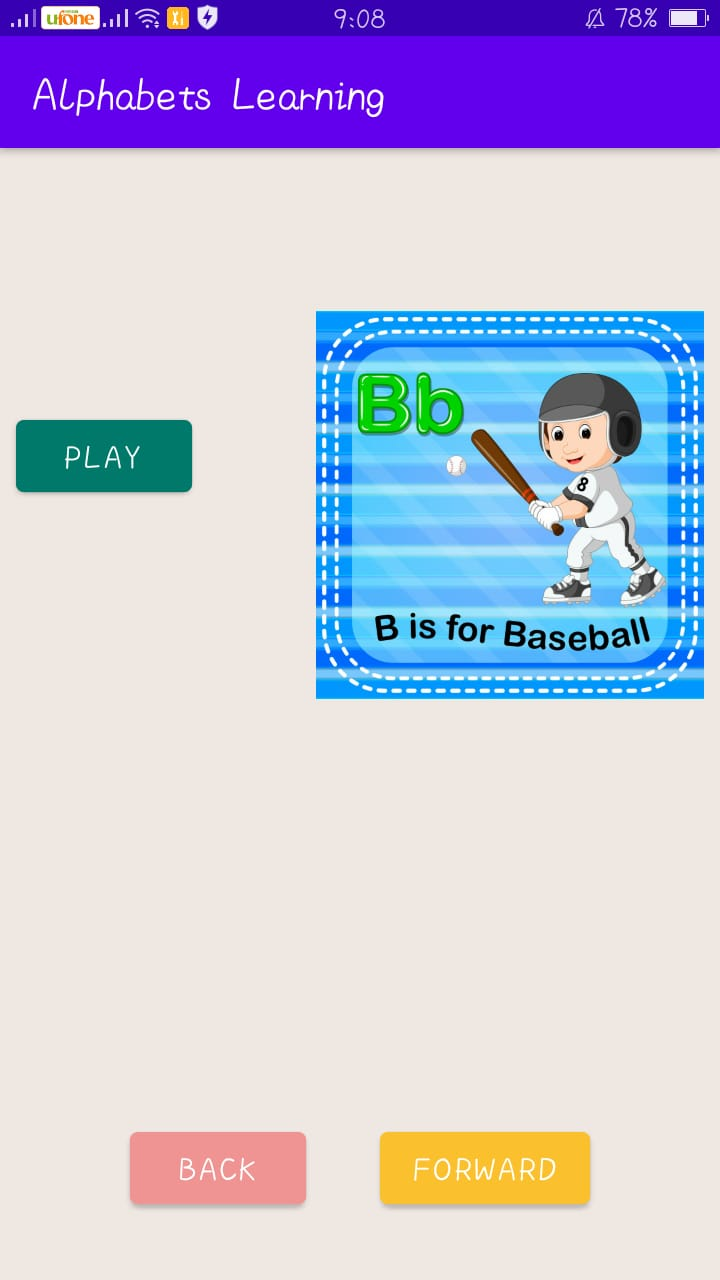 ufone 9:08 78%
Alphabets Learning
Bb
8
PLAY
B is for Baseball
BACK FORWARD